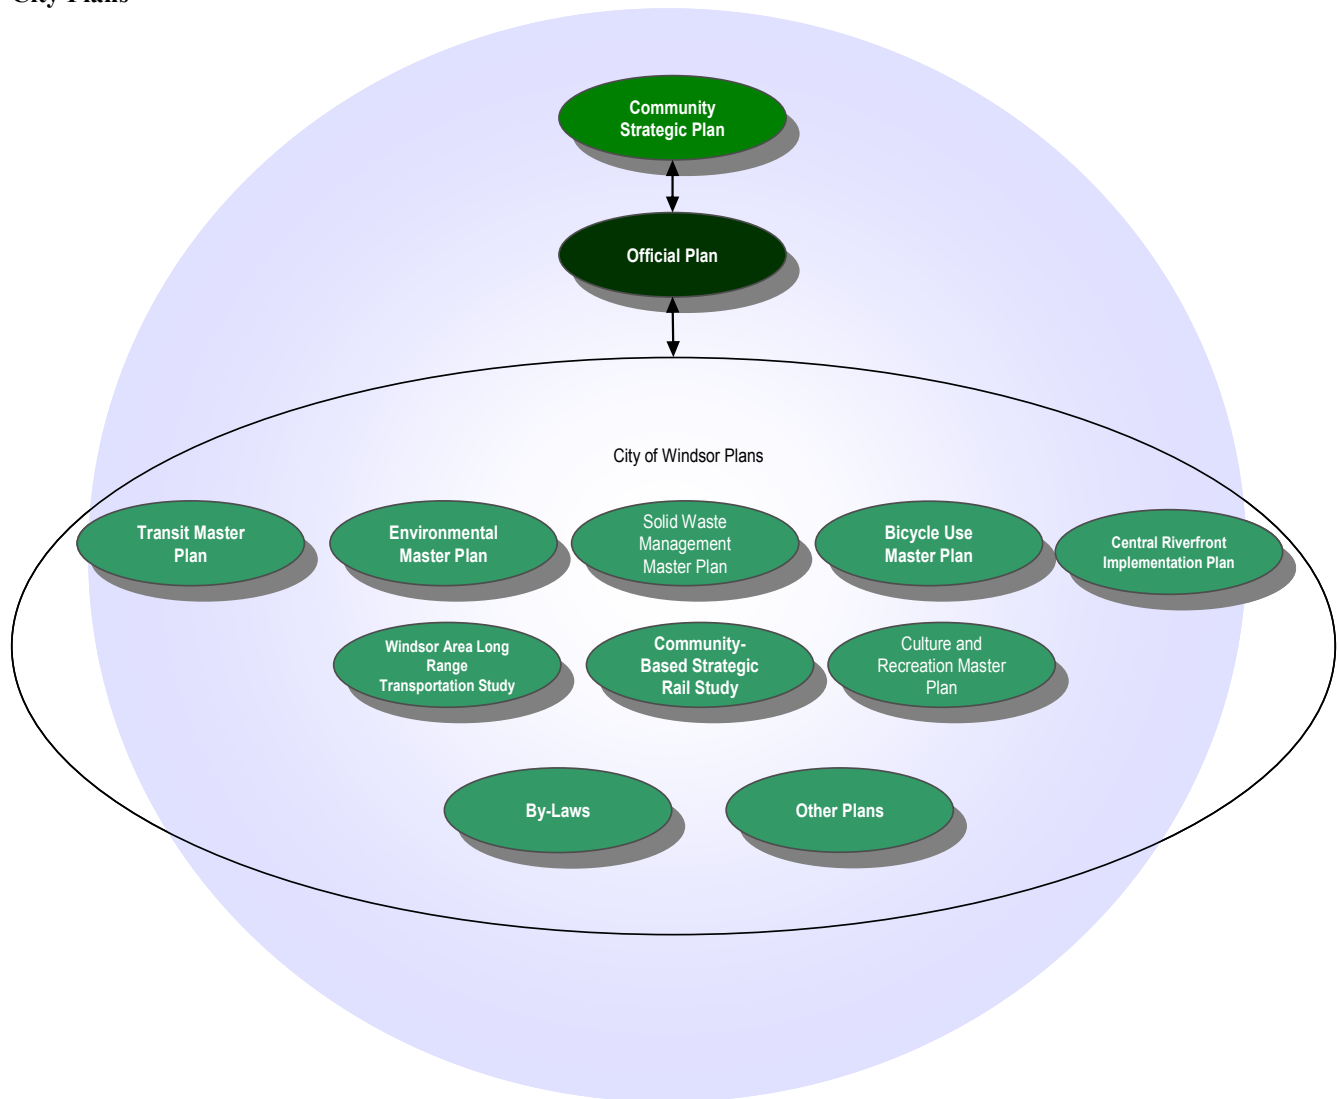 City Plans
Community
Strategic Plan
Official Plan
City of Windsor Plans
Transit Master
Plan
Environmental
Master Plan
Solid Waste
Management
Master Plan
Bicycle Use
Master Plan
Central Riverfront
Implementation Plan
Windsor Area Long
Range
Transportation Study
Community-
Based Strategic
Rail Study
Culture and
Recreation Master
Plan
By-Laws
Other Plans